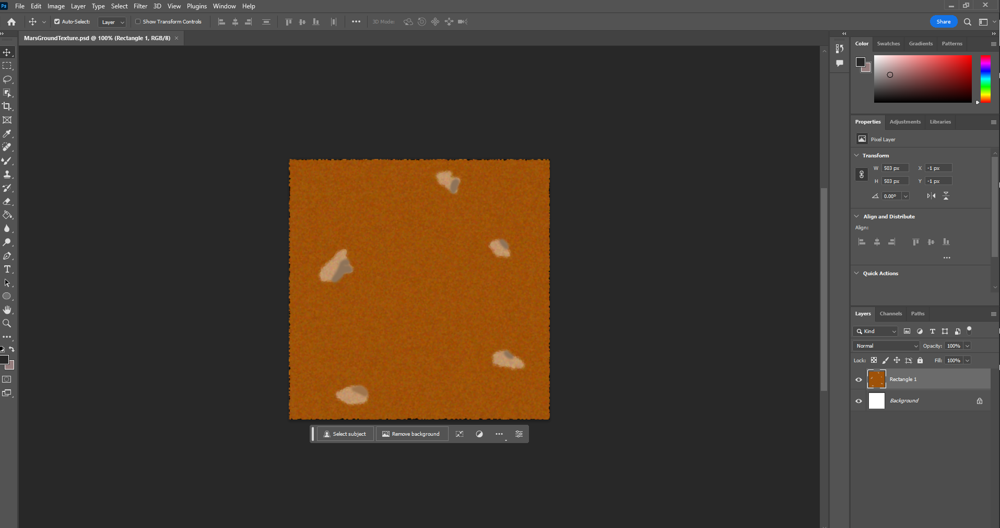 Ps File Edit Image Layer Type Select Filter 3D View Plugins Window Help
Auto-Select: Layer Show Transform Controls 3D Mode: Share
MarsGroundTexture.psd @ 100% (Rectangle 1, RGB/8) ×
Color Swatches Gradients Patterns
Properties Adjustments Libraries
Pixel Layer
Transform
W 503 px X -1 px
H 503 px Y -1 px
0.00°
Align and Distribute
Align:
Quick Actions
Layers Channels Paths
Kind
Normal Opacity: 100%
Lock: Fill: 100%
Rectangle 1
Background
Select subject Remove background